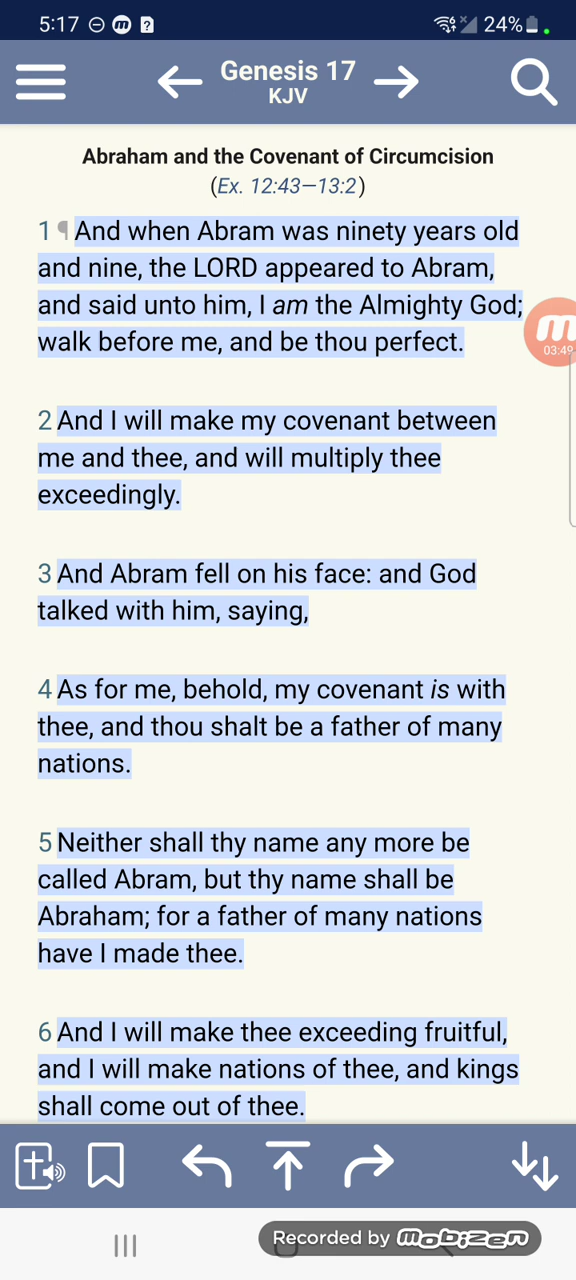 5:17 m ? 24%
Genesis 17
KJV
Abraham and the Covenant of Circumcision
(Ex. 12:43–13:2)
1 ¶ And when Abram was ninety years old
and nine, the LORD appeared to Abram,
and said unto him, I am the Almighty God;
walk before me, and be thou perfect.
m
03:49
2 And I will make my covenant between
me and thee, and will multiply thee
exceedingly.
3 And Abram fell on his face: and God
talked with him, saying,
4 As for me, behold, my covenant is with
thee, and thou shalt be a father of many
nations.
5 Neither shall thy name any more be
called Abram, but thy name shall be
Abraham; for a father of many nations
have I made thee.
6 And I will make thee exceeding fruitful,
and I will make nations of thee, and kings
shall come out of thee.
Recorded by mobizen